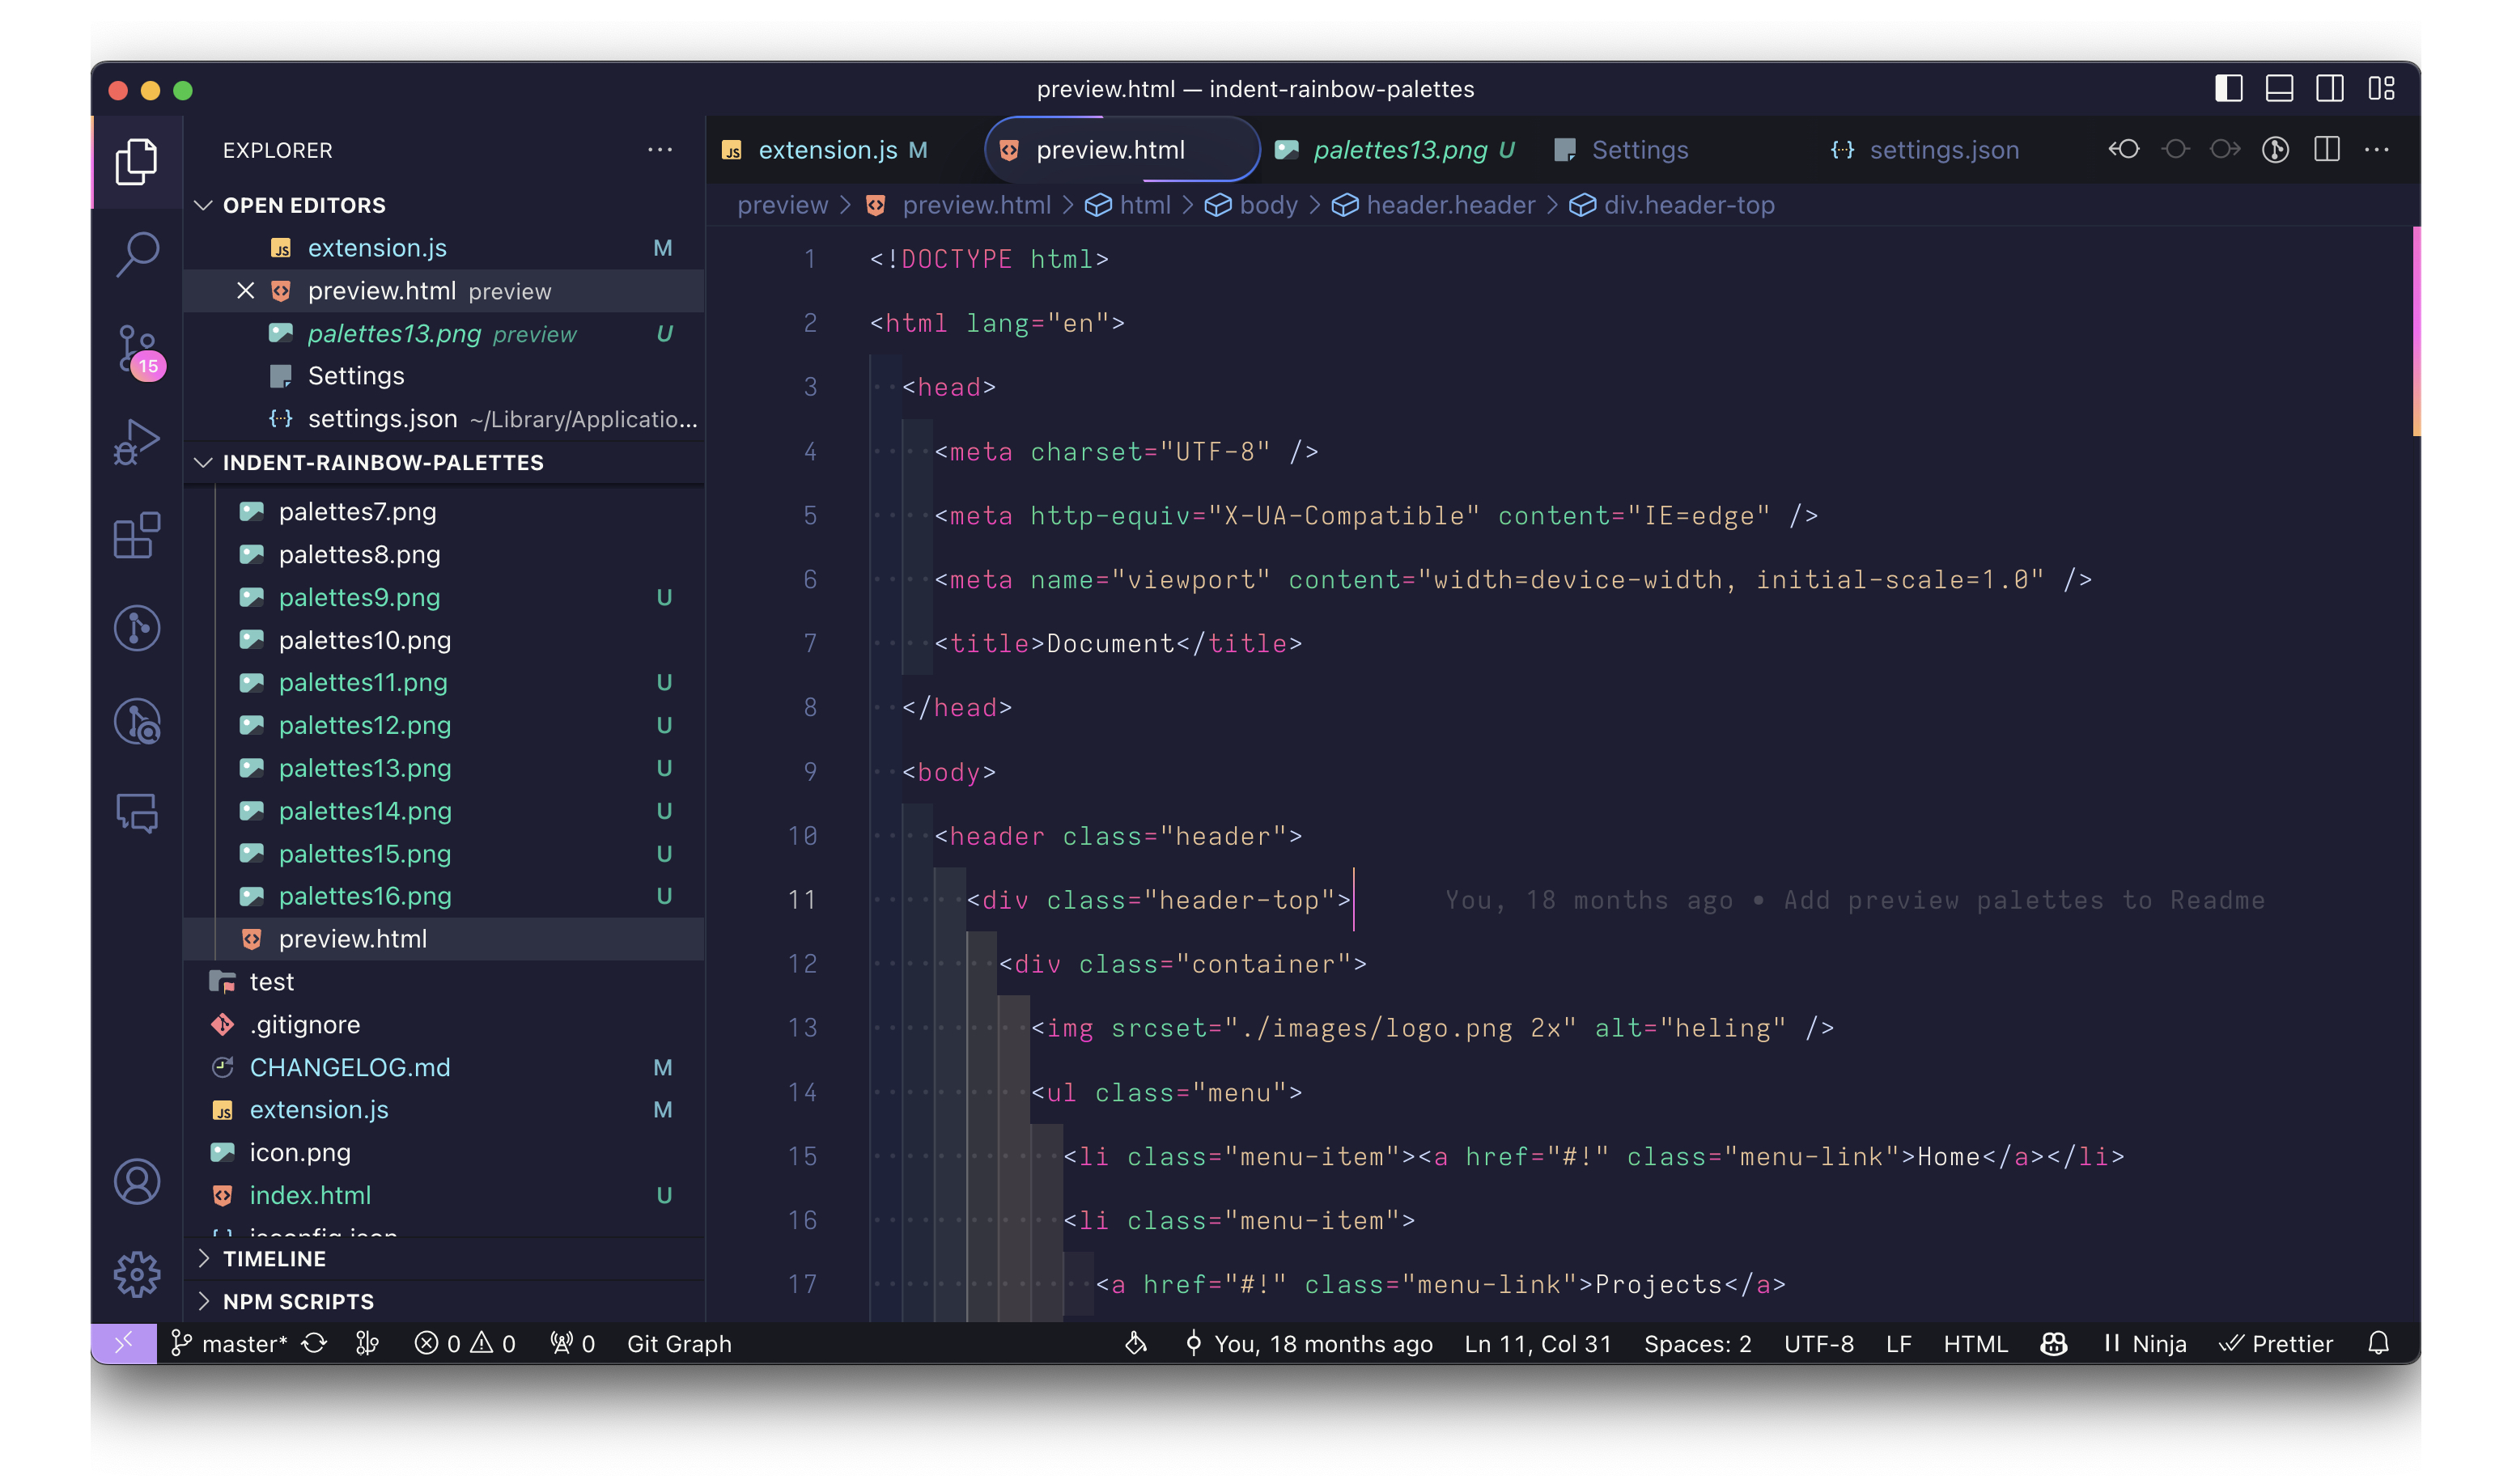 preview.html — indent-rainbow-palettes
EXPLORER
OPEN EDITORS
extension.js M
preview.html preview
palettes13.png preview U
Settings
settings.json ~/Library/Applicatio...
INDENT-RAINBOW-PALETTES
palettes7.png
palettes8.png
palettes9.png U
palettes10.png
palettes11.png U
palettes12.png U
palettes13.png U
palettes14.png U
palettes15.png U
palettes16.png U
preview.html
test
.gitignore
CHANGELOG.md M
extension.js M
icon.png
index.html U
jsconfig.json
TIMELINE
NPM SCRIPTS
15
extension.js M preview.html palettes13.png U Settings settings.json
preview > preview.html > html > body > header.header > div.header-top
1 <!DOCTYPE html>
2 <html lang="en">
3 <head>
4 <meta charset="UTF-8" />
5 <meta http-equiv="X-UA-Compatible" content="IE=edge" />
6 <meta name="viewport" content="width=device-width, initial-scale=1.0" />
7 <title>Document</title>
8 </head>
9 <body>
10 <header class="header">
11 <div class="header-top"> You, 18 months ago • Add preview palettes to Readme
12 <div class="container">
13 <img srcset="./images/logo.png 2x" alt="heling" />
14 <ul class="menu">
15 <li class="menu-item"><a href="#!" class="menu-link">Home</a></li>
16 <li class="menu-item">
17 <a href="#!" class="menu-link">Projects</a>
master* 0 0 0 Git Graph You, 18 months ago Ln 11, Col 31 Spaces: 2 UTF-8 LF HTML Ninja Prettier